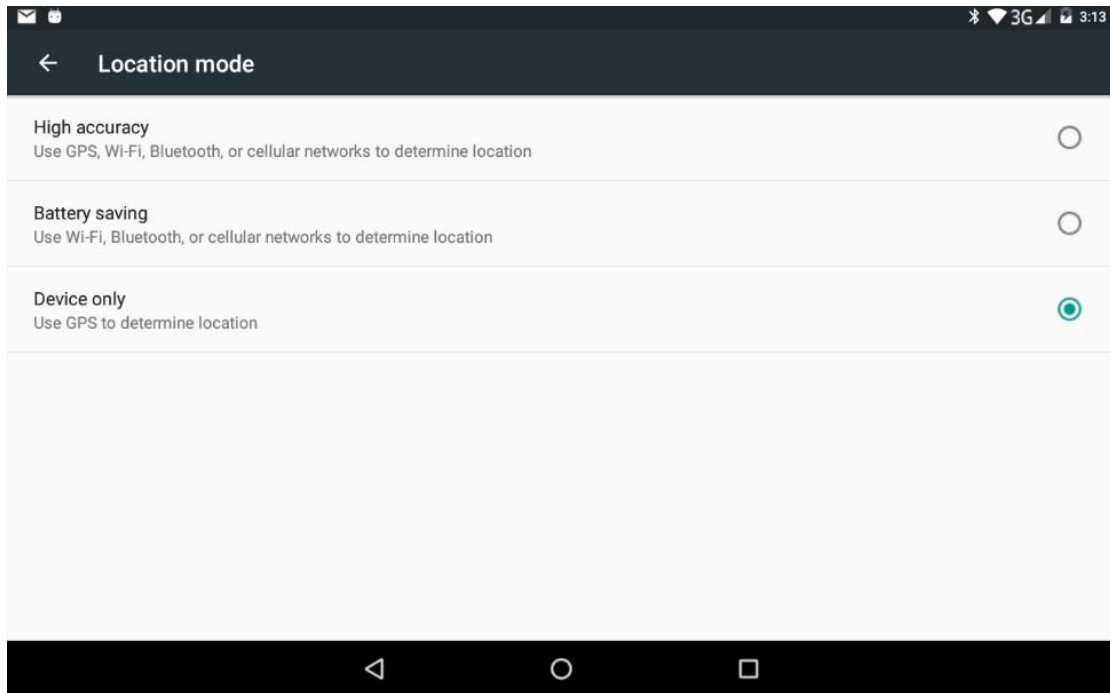 3G 3:13
Location mode
High accuracy
Use GPS, Wi-Fi, Bluetooth, or cellular networks to determine location
Battery saving
Use Wi-Fi, Bluetooth, or cellular networks to determine location
Device only
Use GPS to determine location